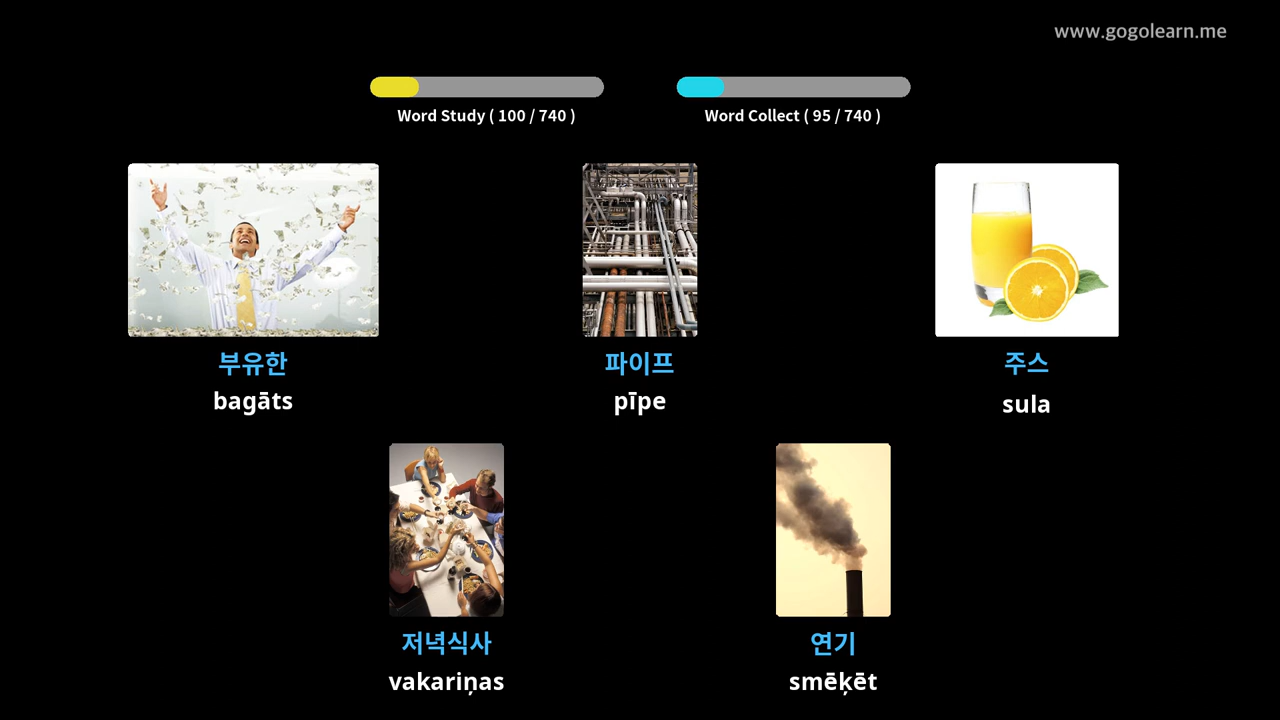 www.gogolearn.me
Word Study ( 100 / 740 )
Word Collect ( 95 / 740 )
부유한
bagāts
파이프
pīpe
주스
sula
저녁식사
vakariņas
연기
smēķēt